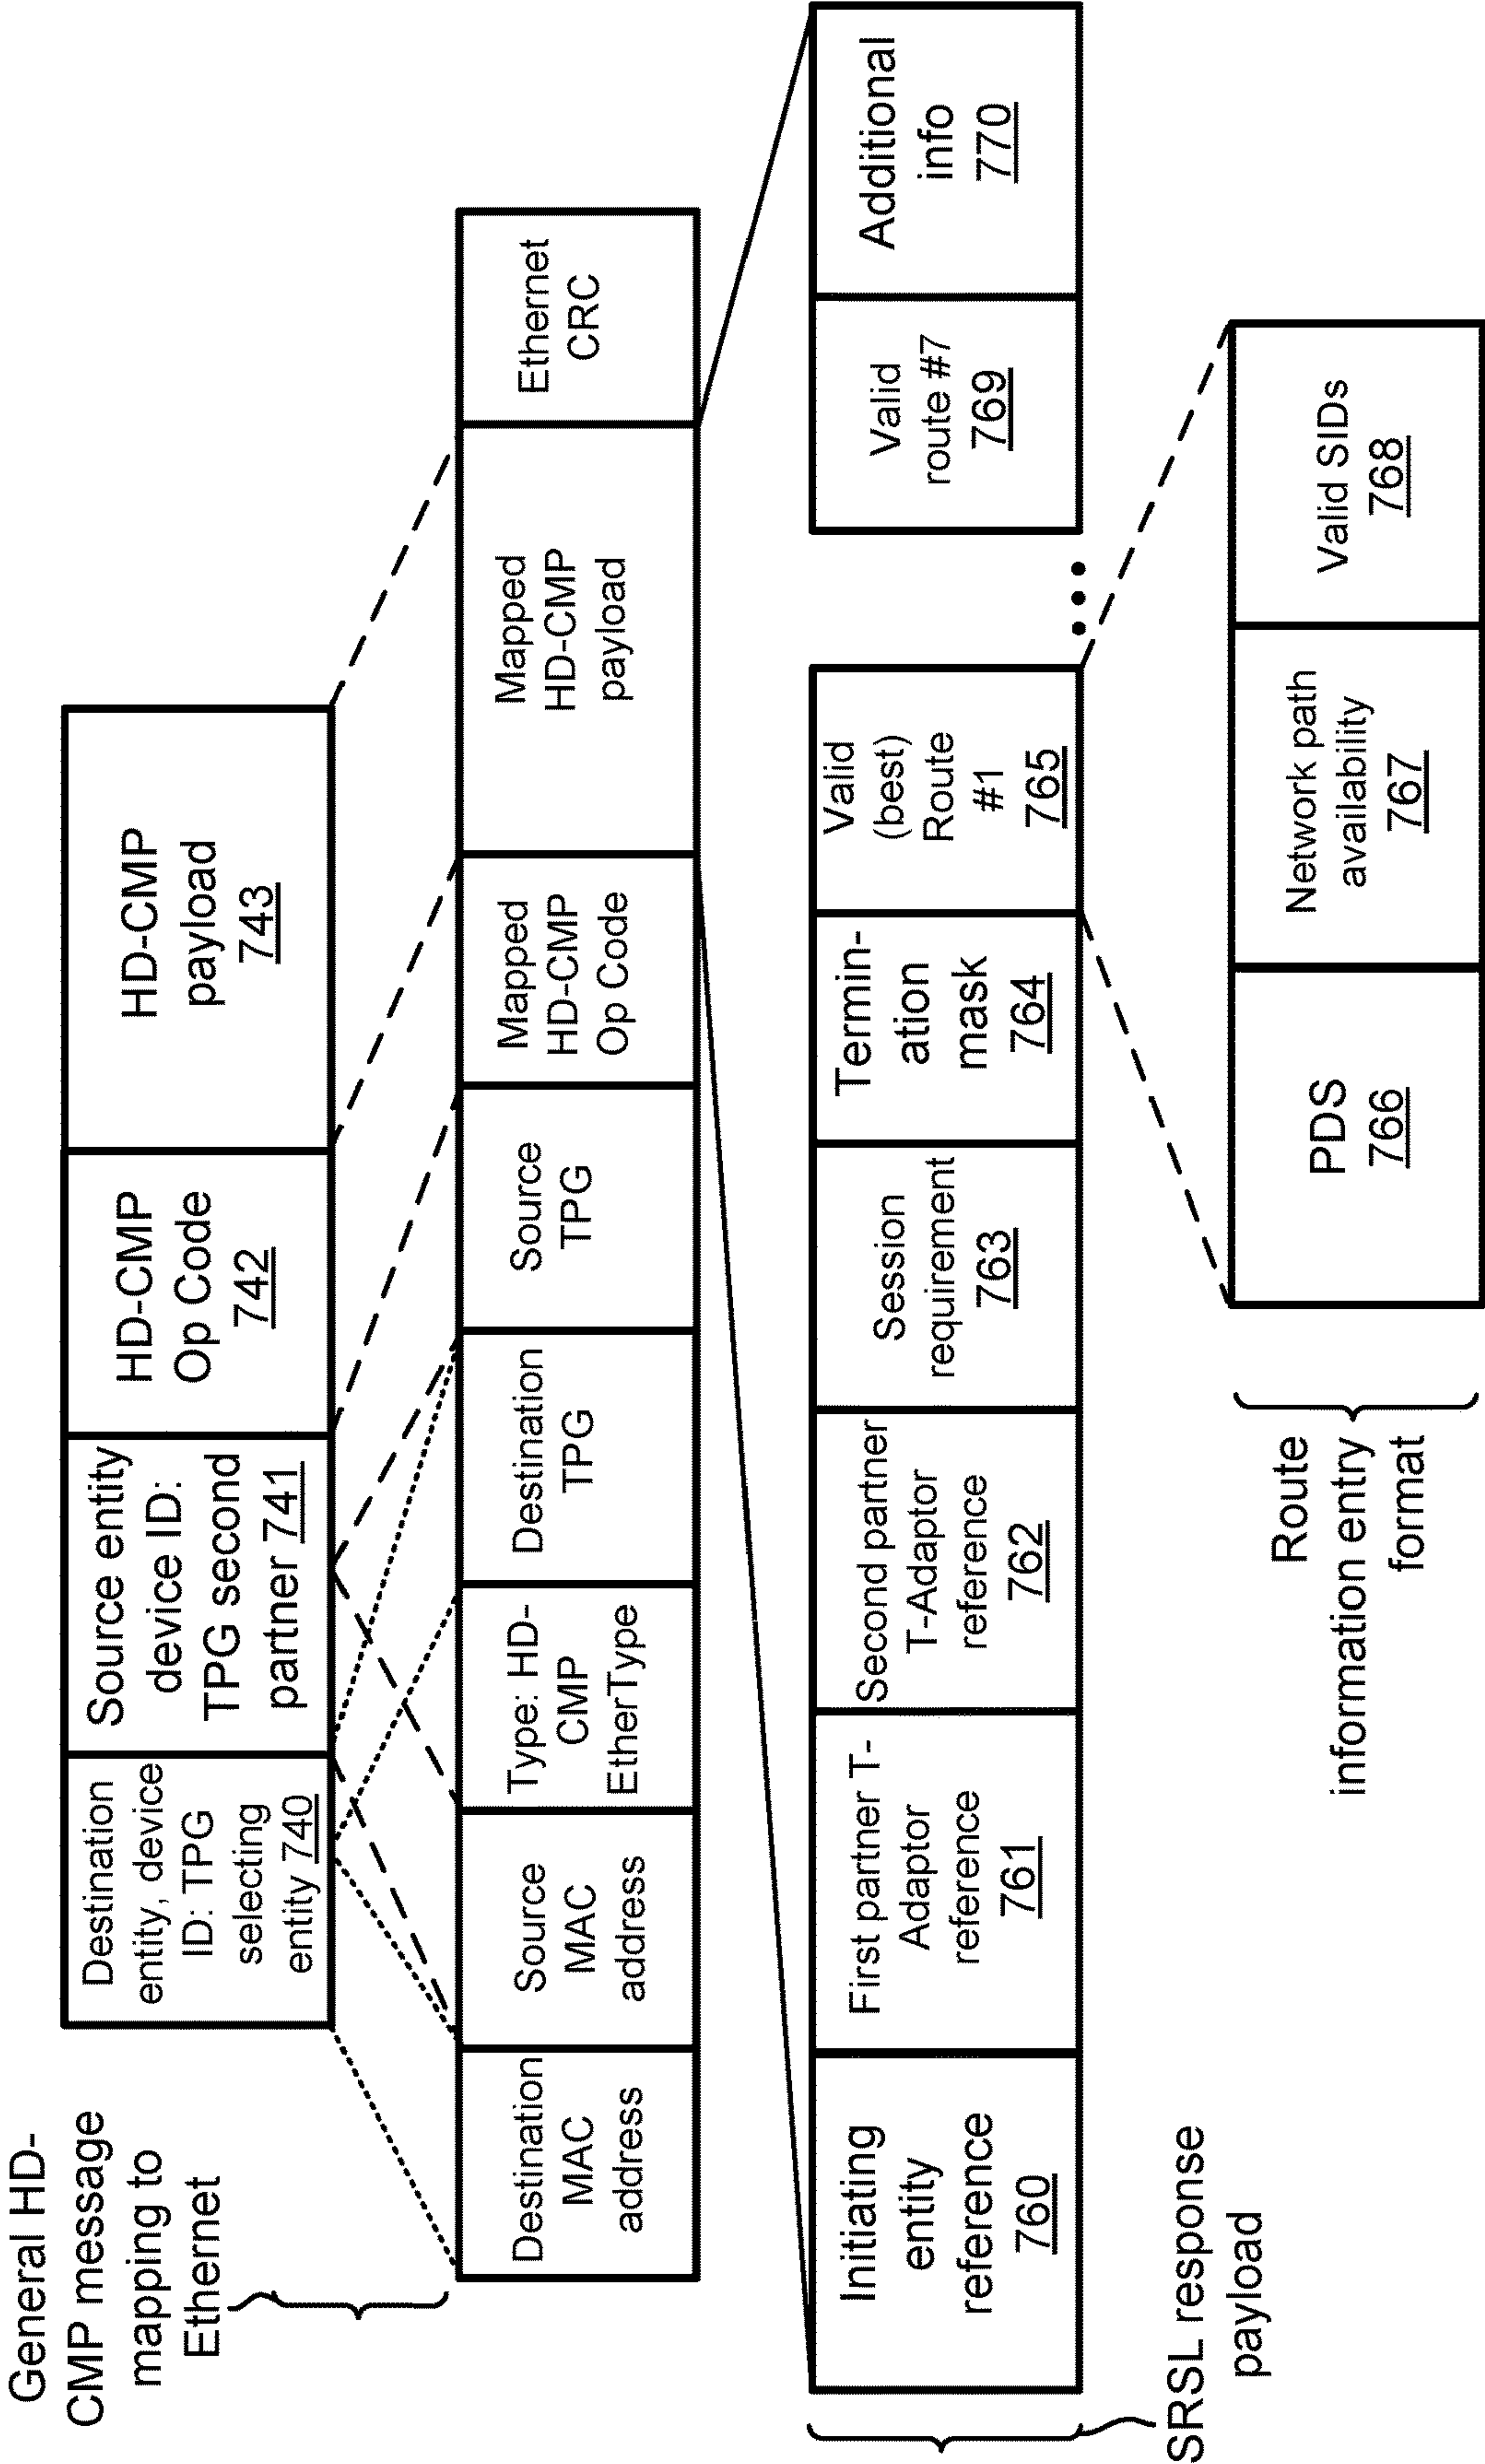 General HD-
CMP message
mapping to
Ethernet
Destination
entity, device
ID: TPG
selecting
entity 740
Source entity
device ID:
TPG second
partner 741
HD-CMP
Op Code
742
HD-CMP
payload
743
Destination
MAC
address
Source
MAC
address
Type: HD-
CMP
EtherType
Destination
TPG
Source
TPG
Mapped
HD-CMP
Op Code
Mapped
HD-CMP
payload
Ethernet
CRC
Initiating
entity
reference
760
First partner T-
Adaptor
reference
761
Second partner
T-Adaptor
reference
762
Session
requirement
763
Termin-
ation
mask
764
Valid
(best)
Route
#1
765
...
Valid
route #7
769
Additional
info
770
SRSL response
payload
Route
information entry
format
PDS
766
Network path
availability
767
Valid SIDs
768